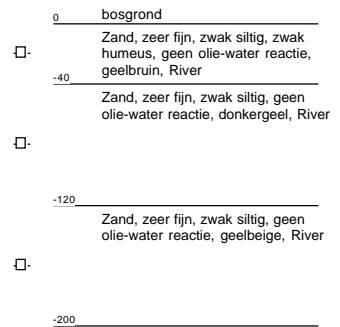 0 bosgrond
Zand, zeer fijn, zwak siltig, zwak
humeus, geen olie-water reactie,
geelbruin, River
-40
Zand, zeer fijn, zwak siltig, geen
olie-water reactie, donkergeel, River
-120
Zand, zeer fijn, zwak siltig, geen
olie-water reactie, geelbeige, River
-200